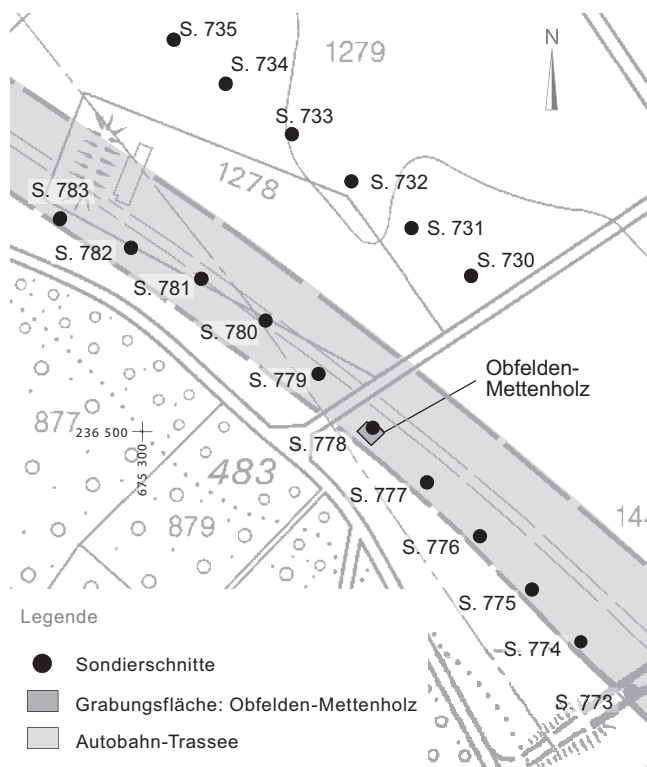 S. 735
N
1279
S. 734
S. 733
1278
S. 732
S. 783
S. 731
S. 782
S. 730
S. 781
S. 780
Obfelden-
Mettenholz
S. 779
877
236 500
S. 778
675 300
483
S. 777
879
144
S. 776
S. 775
Legende
S. 774
Sondierschnitte
S. 773
Grabungsfläche: Obfelden-Mettenholz
Autobahn-Trassee